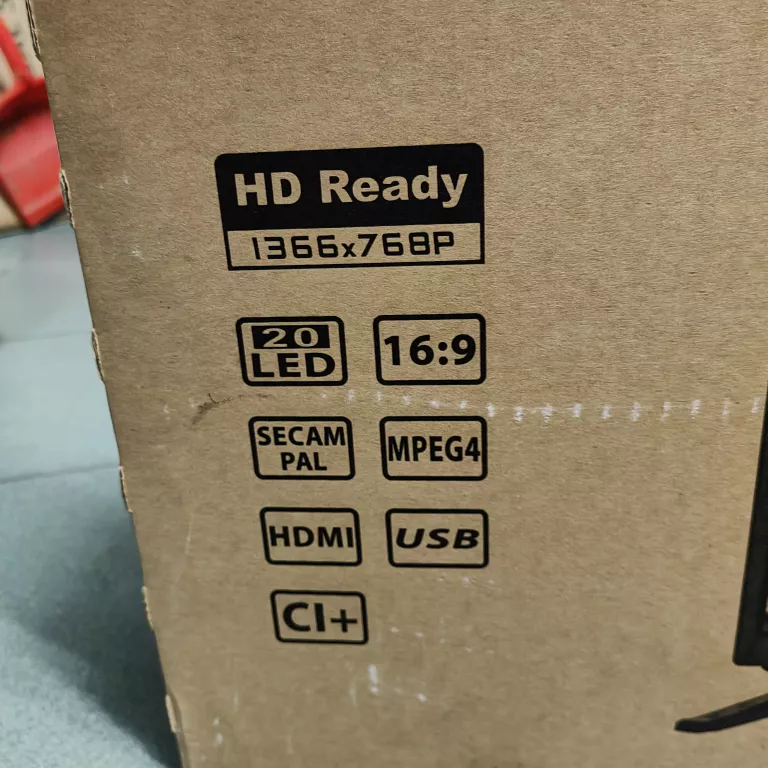 HD Ready
1366x768P
20
LED
16:9
SECAM
PAL
MPEG4
HDMI
USB
CI+